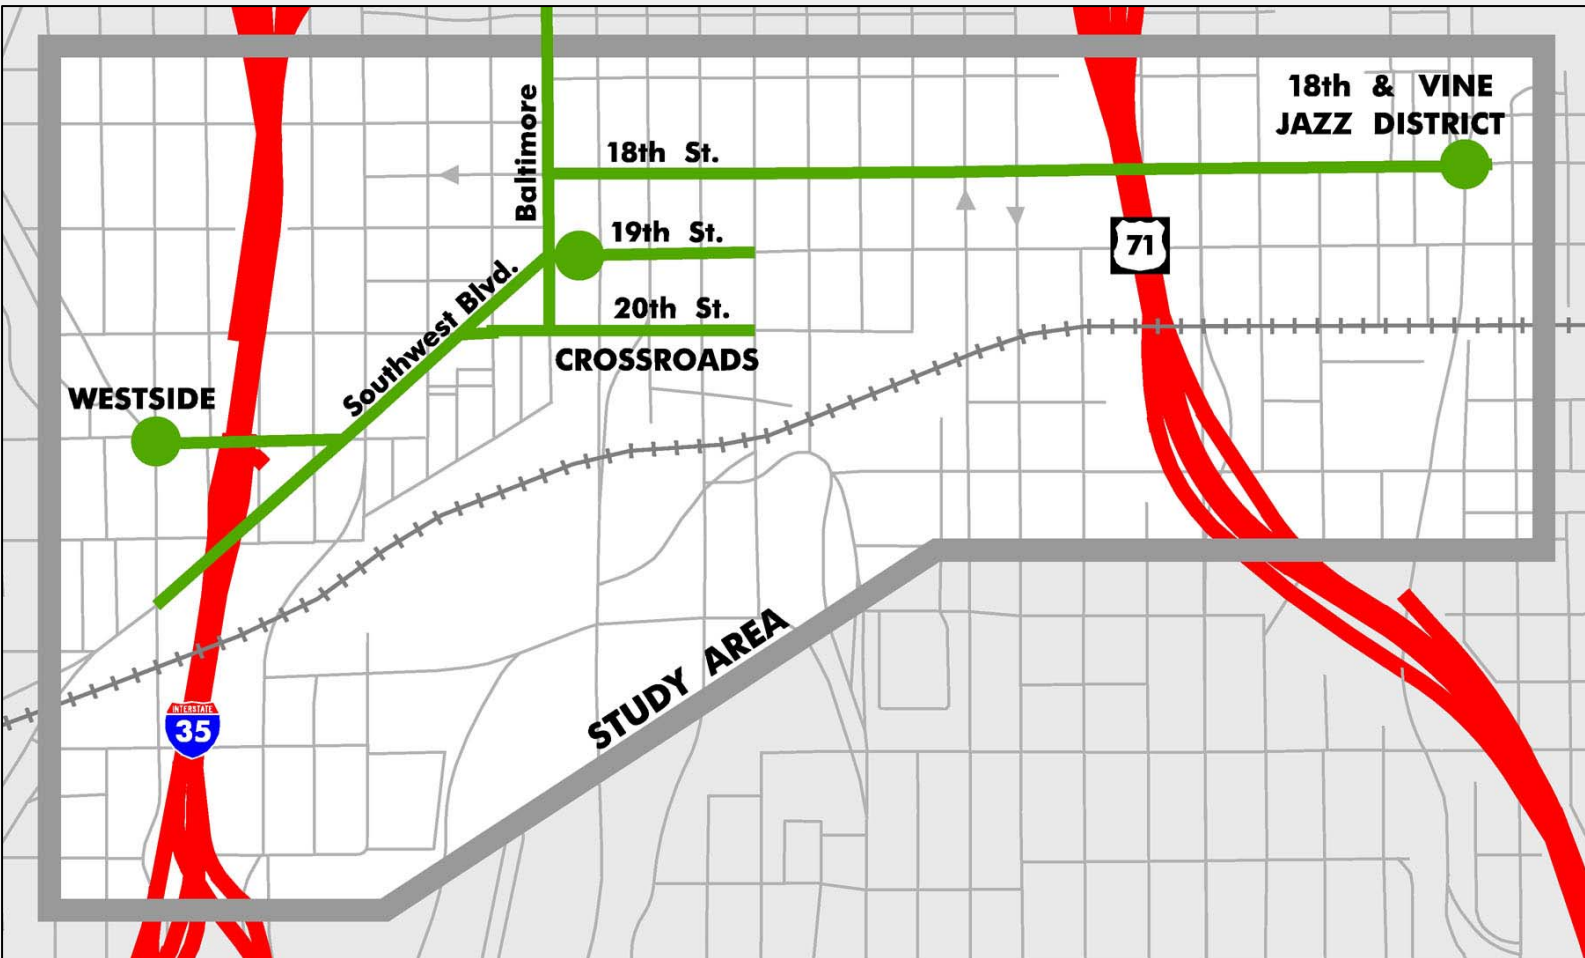 18th & VINE
JAZZ DISTRICT
Baltimore
18th St.
19th St.
71
Southwest Blvd.
20th St.
CROSSROADS
WESTSIDE
STUDY AREA
INTERSTATE
35